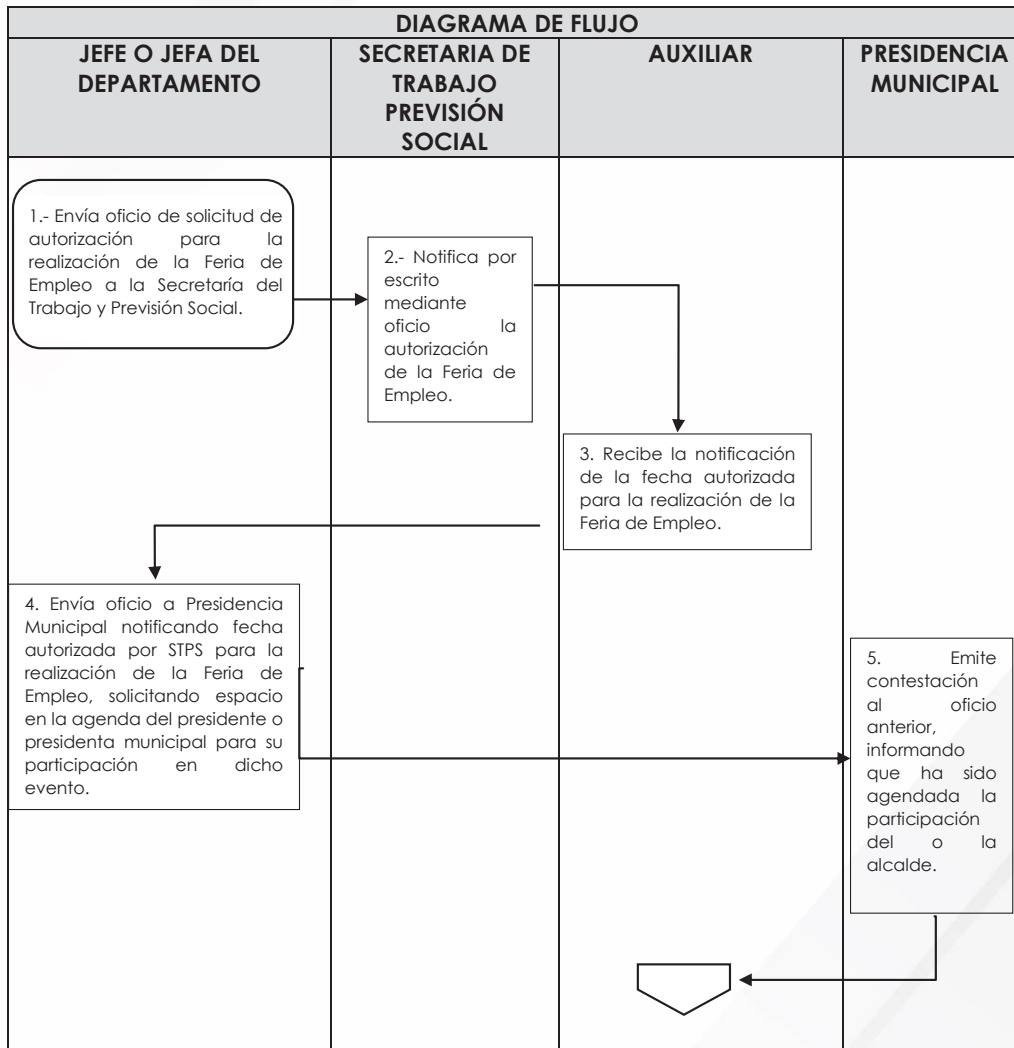 DIAGRAMA DE FLUJO
JEFE O JEFA DEL
DEPARTAMENTO
SECRETARIA DE
TRABAJO
PREVISIÓN
SOCIAL
AUXILIAR
PRESIDENCIA
MUNICIPAL
1.- Envía oficio de solicitud de
autorización para la
realización de la Feria de
Empleo a la Secretaría del
Trabajo y Previsión Social.
2.- Notifica por
escrito
mediante
oficio la
autorización
de la Feria de
Empleo.
3. Recibe la notificación
de la fecha autorizada
para la realización de la
Feria de Empleo.
4. Envía oficio a Presidencia
Municipal notificando fecha
autorizada por STPS para la
realización de la Feria de
Empleo, solicitando espacio
en la agenda del presidente o
presidenta municipal para su
participación en dicho
evento.
5. Emite
contestación
al oficio
anterior,
informando
que ha sido
agendada la
participación
del o la
alcalde.